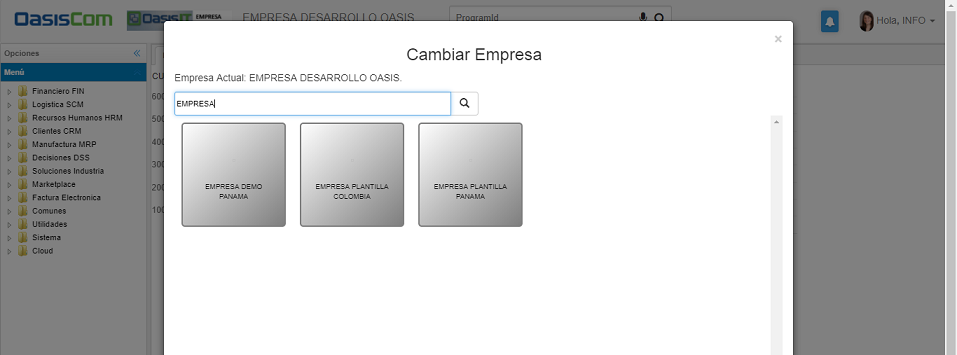 OasisCom
OasisIT EMPRESA
EMPRESA DESARROLLO OASIS.
ProgramId
Hola, INFO
Opciones
Menú
Financiero FIN
Logistica SCM
Recursos Humanos HRM
Clientes CRM
Manufactura MRP
Decisiones DSS
Soluciones Industria
Marketplace
Factura Electronica
Comunes
Utilidades
Sistema
Cloud
CU
600
500
400
300
200
100
×
Cambiar Empresa
Empresa Actual: EMPRESA DESARROLLO OASIS.
EMPRESA
EMPRESA DEMO
PANAMA
EMPRESA PLANTILLA
COLOMBIA
EMPRESA PLANTILLA
PANAMA